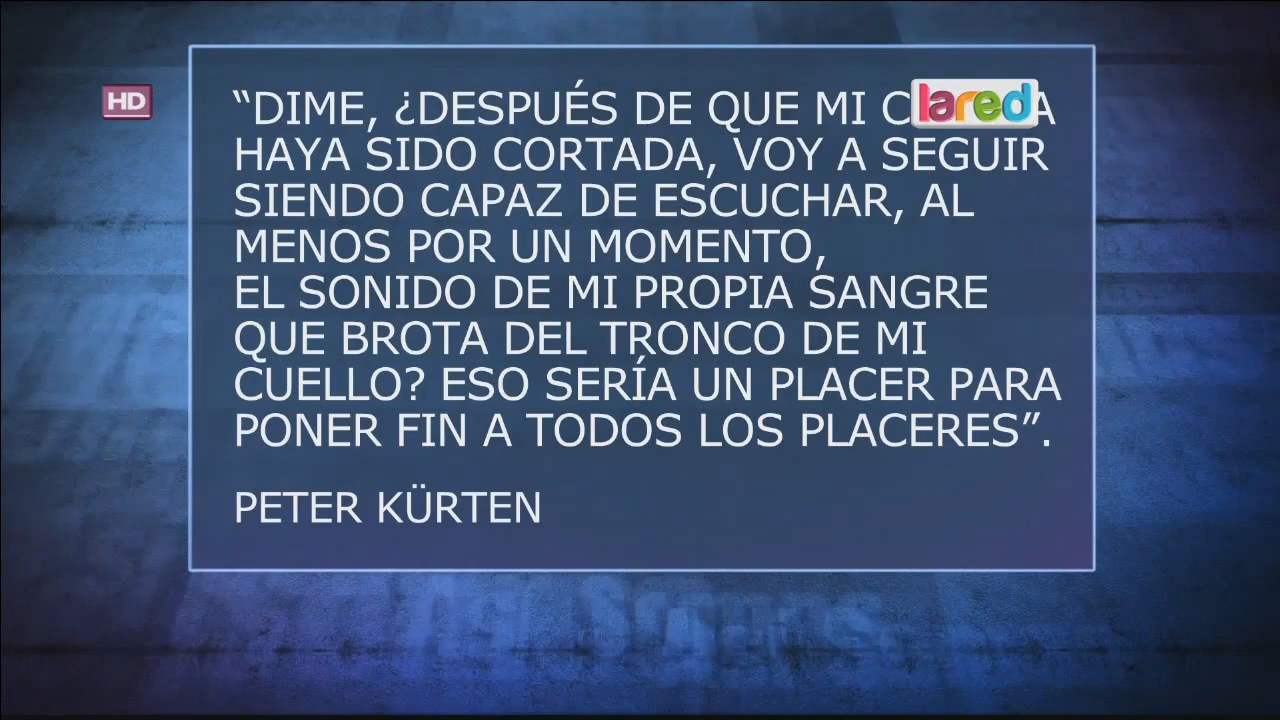 HD
lared
“DIME, ¿DESPUÉS DE QUE MI
HAYA SIDO CORTADA, VOY A SEGUIR
SIENDO CAPAZ DE ESCUCHAR, AL
MENOS POR UN MOMENTO,
EL SONIDO DE MI PROPIA SANGRE
QUE BROTA DEL TRONCO DE MI
CUELLO? ESO SERÍA UN PLACER PARA
PONER FIN A TODOS LOS PLACERES”.
PETER KÜRTEN
Así Somos